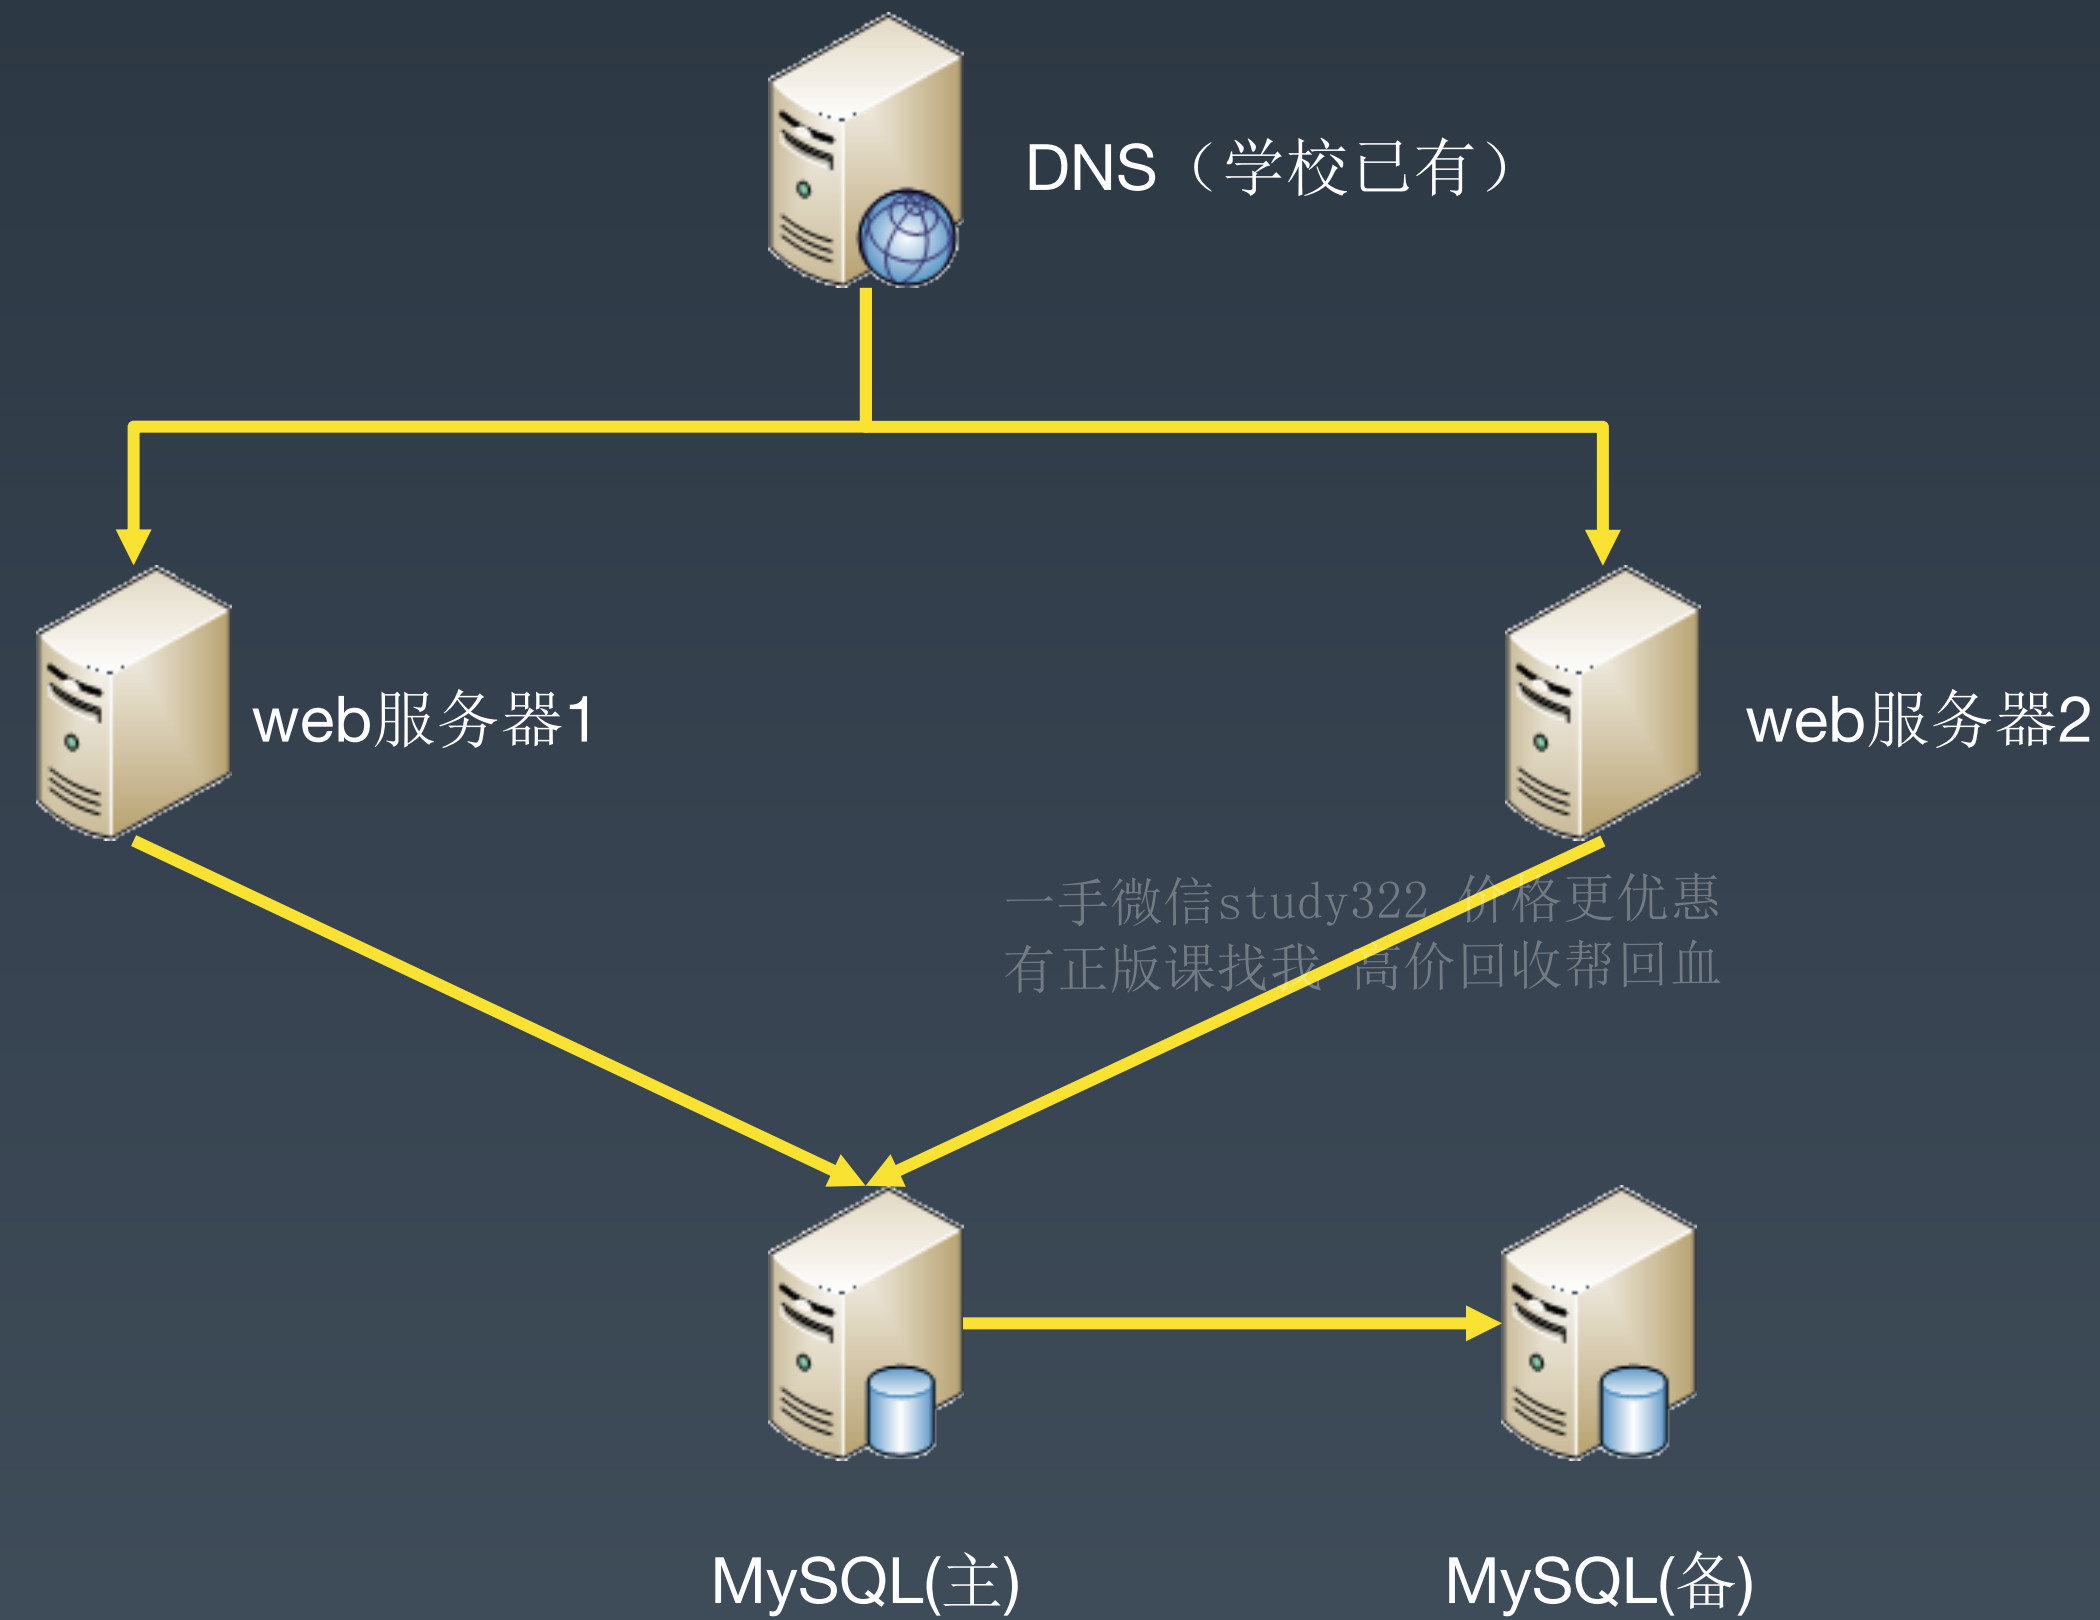 DNS（学校已有）
web服务器1
web服务器2
一手微信study322 价格更优惠
有正版课找我 高价回收帮回血
MySQL(主)
MySQL(备)